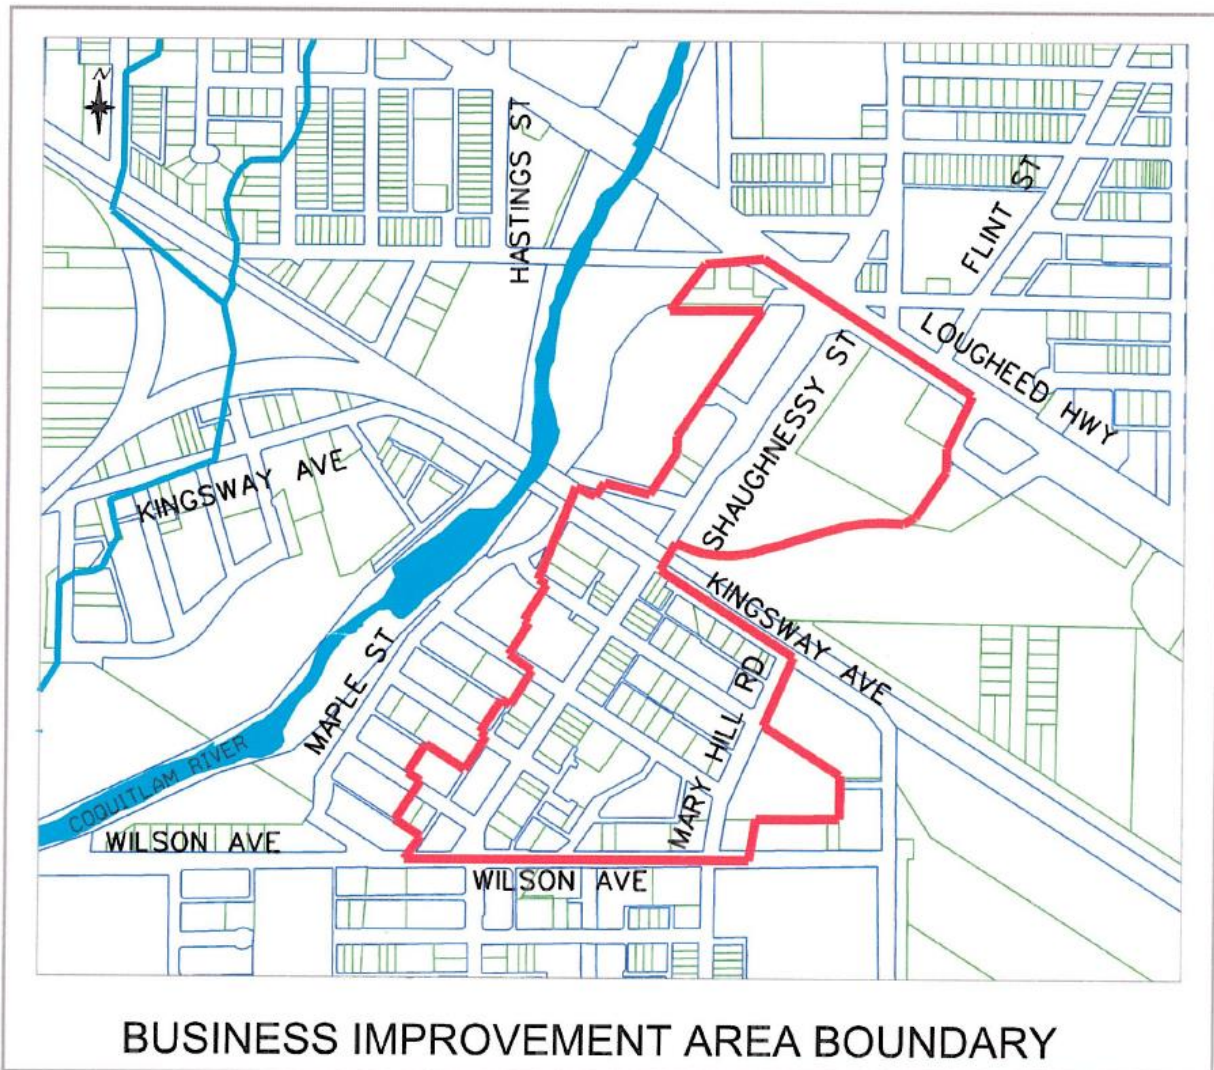 N
HASTINGS ST
FLINT ST
LOUGHEED HWY
SHAUGHNESSY ST
KINGSWAY AVE
KINGSWAY AVE
MAPLE ST
MARY HILL RD
COQUITLAM RIVER
WILSON AVE
WILSON AVE
BUSINESS IMPROVEMENT AREA BOUNDARY